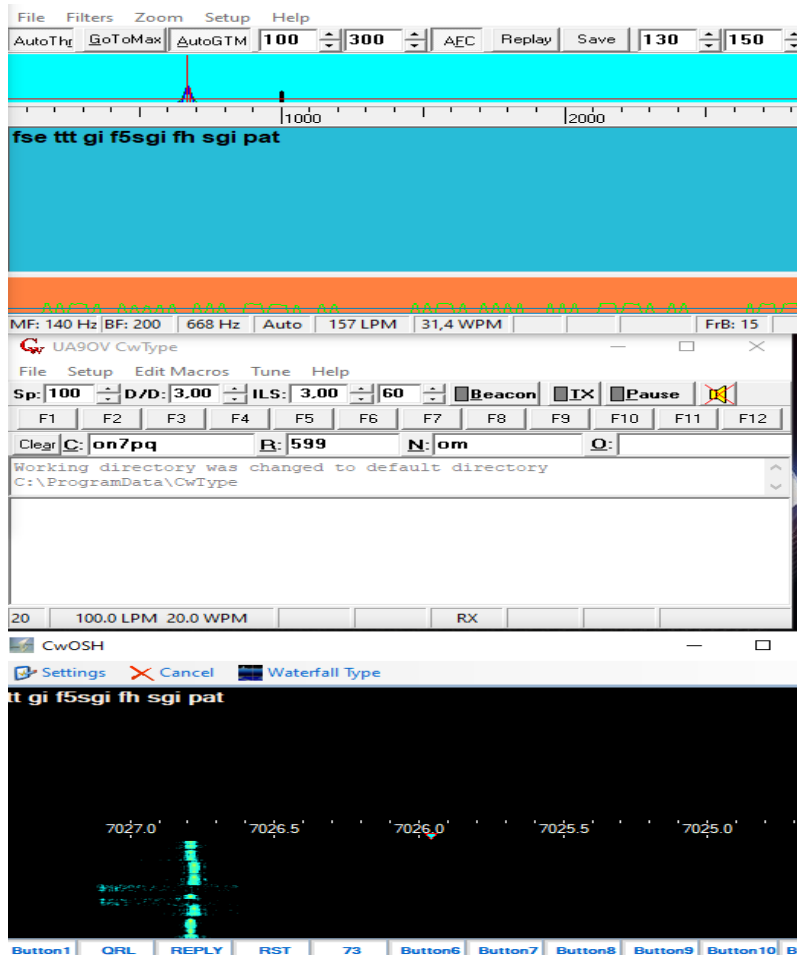 File Filters Zoom Setup Help
AutoThr GoToMax AutoGTM 100 300 AFC Replay Save 130 150
1000 2000
fse ttt gi f5sgi fh sgi pat
MF: 140 Hz BF: 200 668 Hz Auto 157 LPM 31,4 WPM FrB: 15
UA9OV CwType
File Setup Edit Macros Tune Help
Sp: 100 D/D: 3,00 ILS: 3,00 60 Beacon TX Pause
F1 F2 F3 F4 F5 F6 F7 F8 F9 F10 F11 F12
Clear C: on7pq R: 599 N: om O:
Working directory was changed to default directory
C:\ProgramData\CwType
20 100.0 LPM 20.0 WPM RX
CwOSH
Settings Cancel Waterfall Type
tt gi f5sgi fh sgi pat
7027.0 7026.5 7026.0 7025.5 7025.0
Button1 QRL REPLY RST 73 Button6 Button7 Button8 Button9 Button10 B